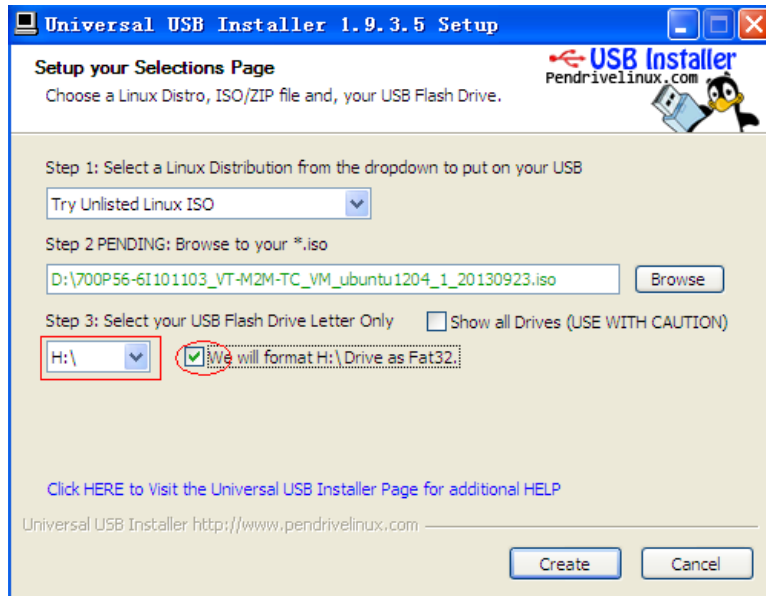 Universal USB Installer 1.9.3.5 Setup
Setup your Selections Page
Choose a Linux Distro, ISO/ZIP file and, your USB Flash Drive.
USB Installer
Pendrivelinux.com
Step 1: Select a Linux Distribution from the dropdown to put on your USB
Try Unlisted Linux ISO
Step 2 PENDING: Browse to your *.iso
D:\700P56-6I101103_VT-M2M-TC_VM_ubuntu1204_1_20130923.iso
Browse
Step 3: Select your USB Flash Drive Letter Only
Show all Drives (USE WITH CAUTION)
H:\
We will format H:\ Drive as Fat32.
Click HERE to Visit the Universal USB Installer Page for additional HELP
Universal USB Installer http://www.pendrivelinux.com
Create
Cancel